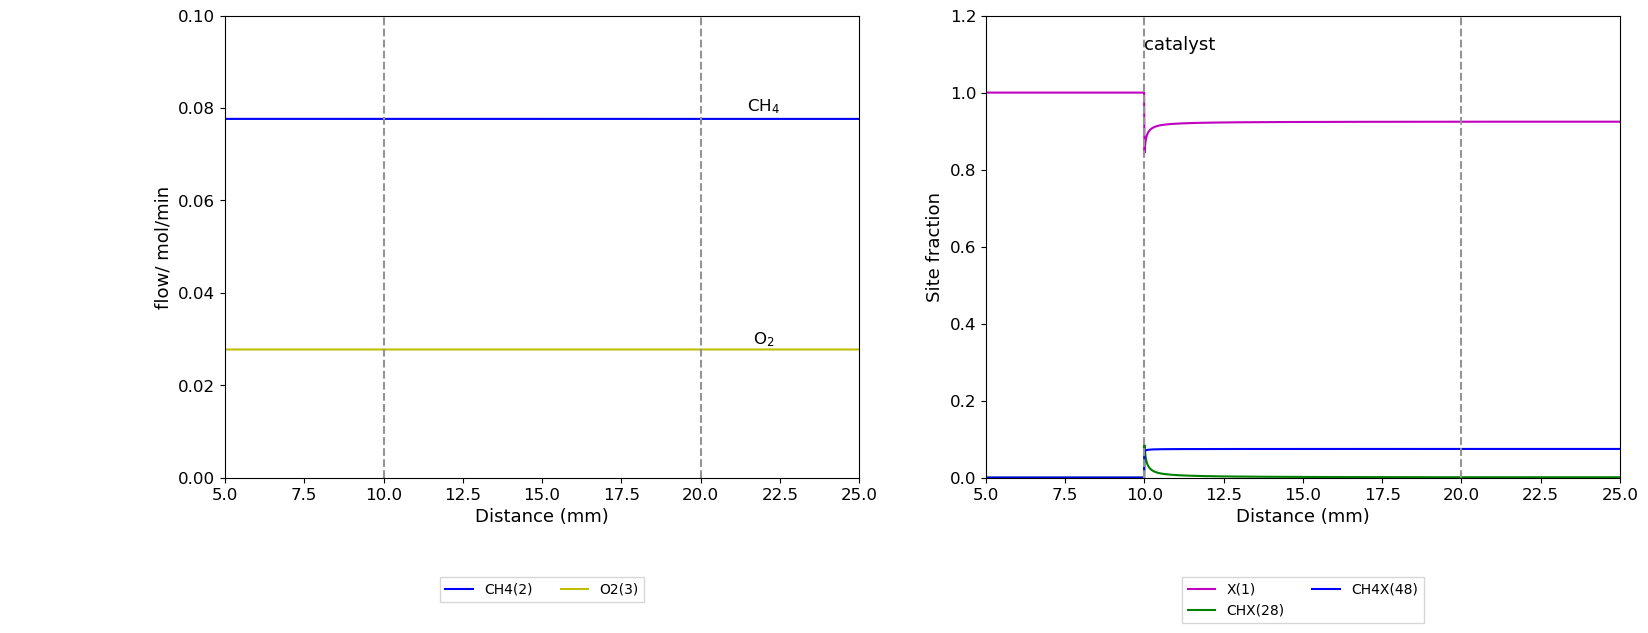 0.10
0.08
0.06
0.04
0.02
0.00
flow/ mol/min
CH₄
O₂
5.0 7.5 10.0 12.5 15.0 17.5 20.0 22.5 25.0
Distance (mm)
CH4(2) O2(3)
1.2
1.0
0.8
0.6
0.4
0.2
0.0
Site fraction
catalyst
5.0 7.5 10.0 12.5 15.0 17.5 20.0 22.5 25.0
Distance (mm)
X(1) CH4X(48)
CHX(28)